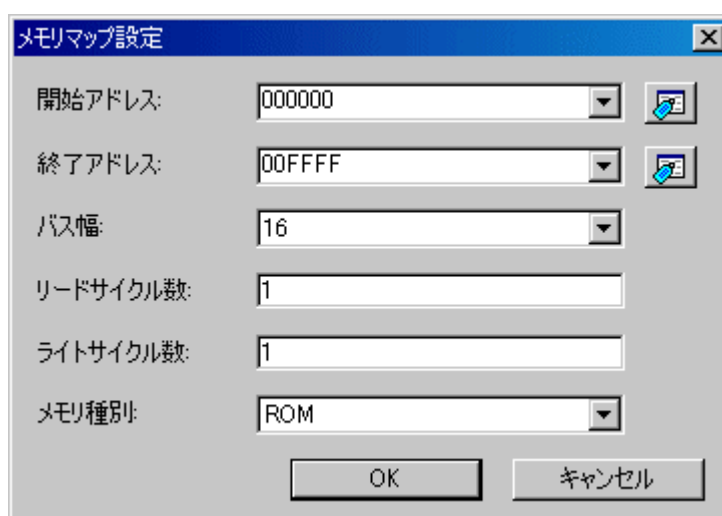 メモリマップ設定
開始アドレス: 000000
終了アドレス: 00FFFF
バス幅: 16
リードサイクル数: 1
ライトサイクル数: 1
メモリ種別: ROM
OK キャンセル